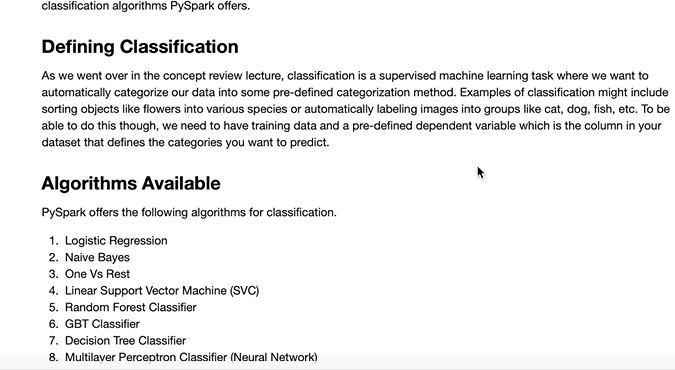 classification algorithms PySpark offers.
Defining Classification
As we went over in the concept review lecture, classification is a supervised machine learning task where we want to
automatically categorize our data into some pre-defined categorization method. Examples of classification might include
sorting objects like flowers into various species or automatically labeling images into groups like cat, dog, fish, etc. To be
able to do this though, we need to have training data and a pre-defined dependent variable which is the column in your
dataset that defines the categories you want to predict.
Algorithms Available
PySpark offers the following algorithms for classification.
1. Logistic Regression
2. Naive Bayes
3. One Vs Rest
4. Linear Support Vector Machine (SVC)
5. Random Forest Classifier
6. GBT Classifier
7. Decision Tree Classifier
8. Multilayer Perceptron Classifier (Neural Network)